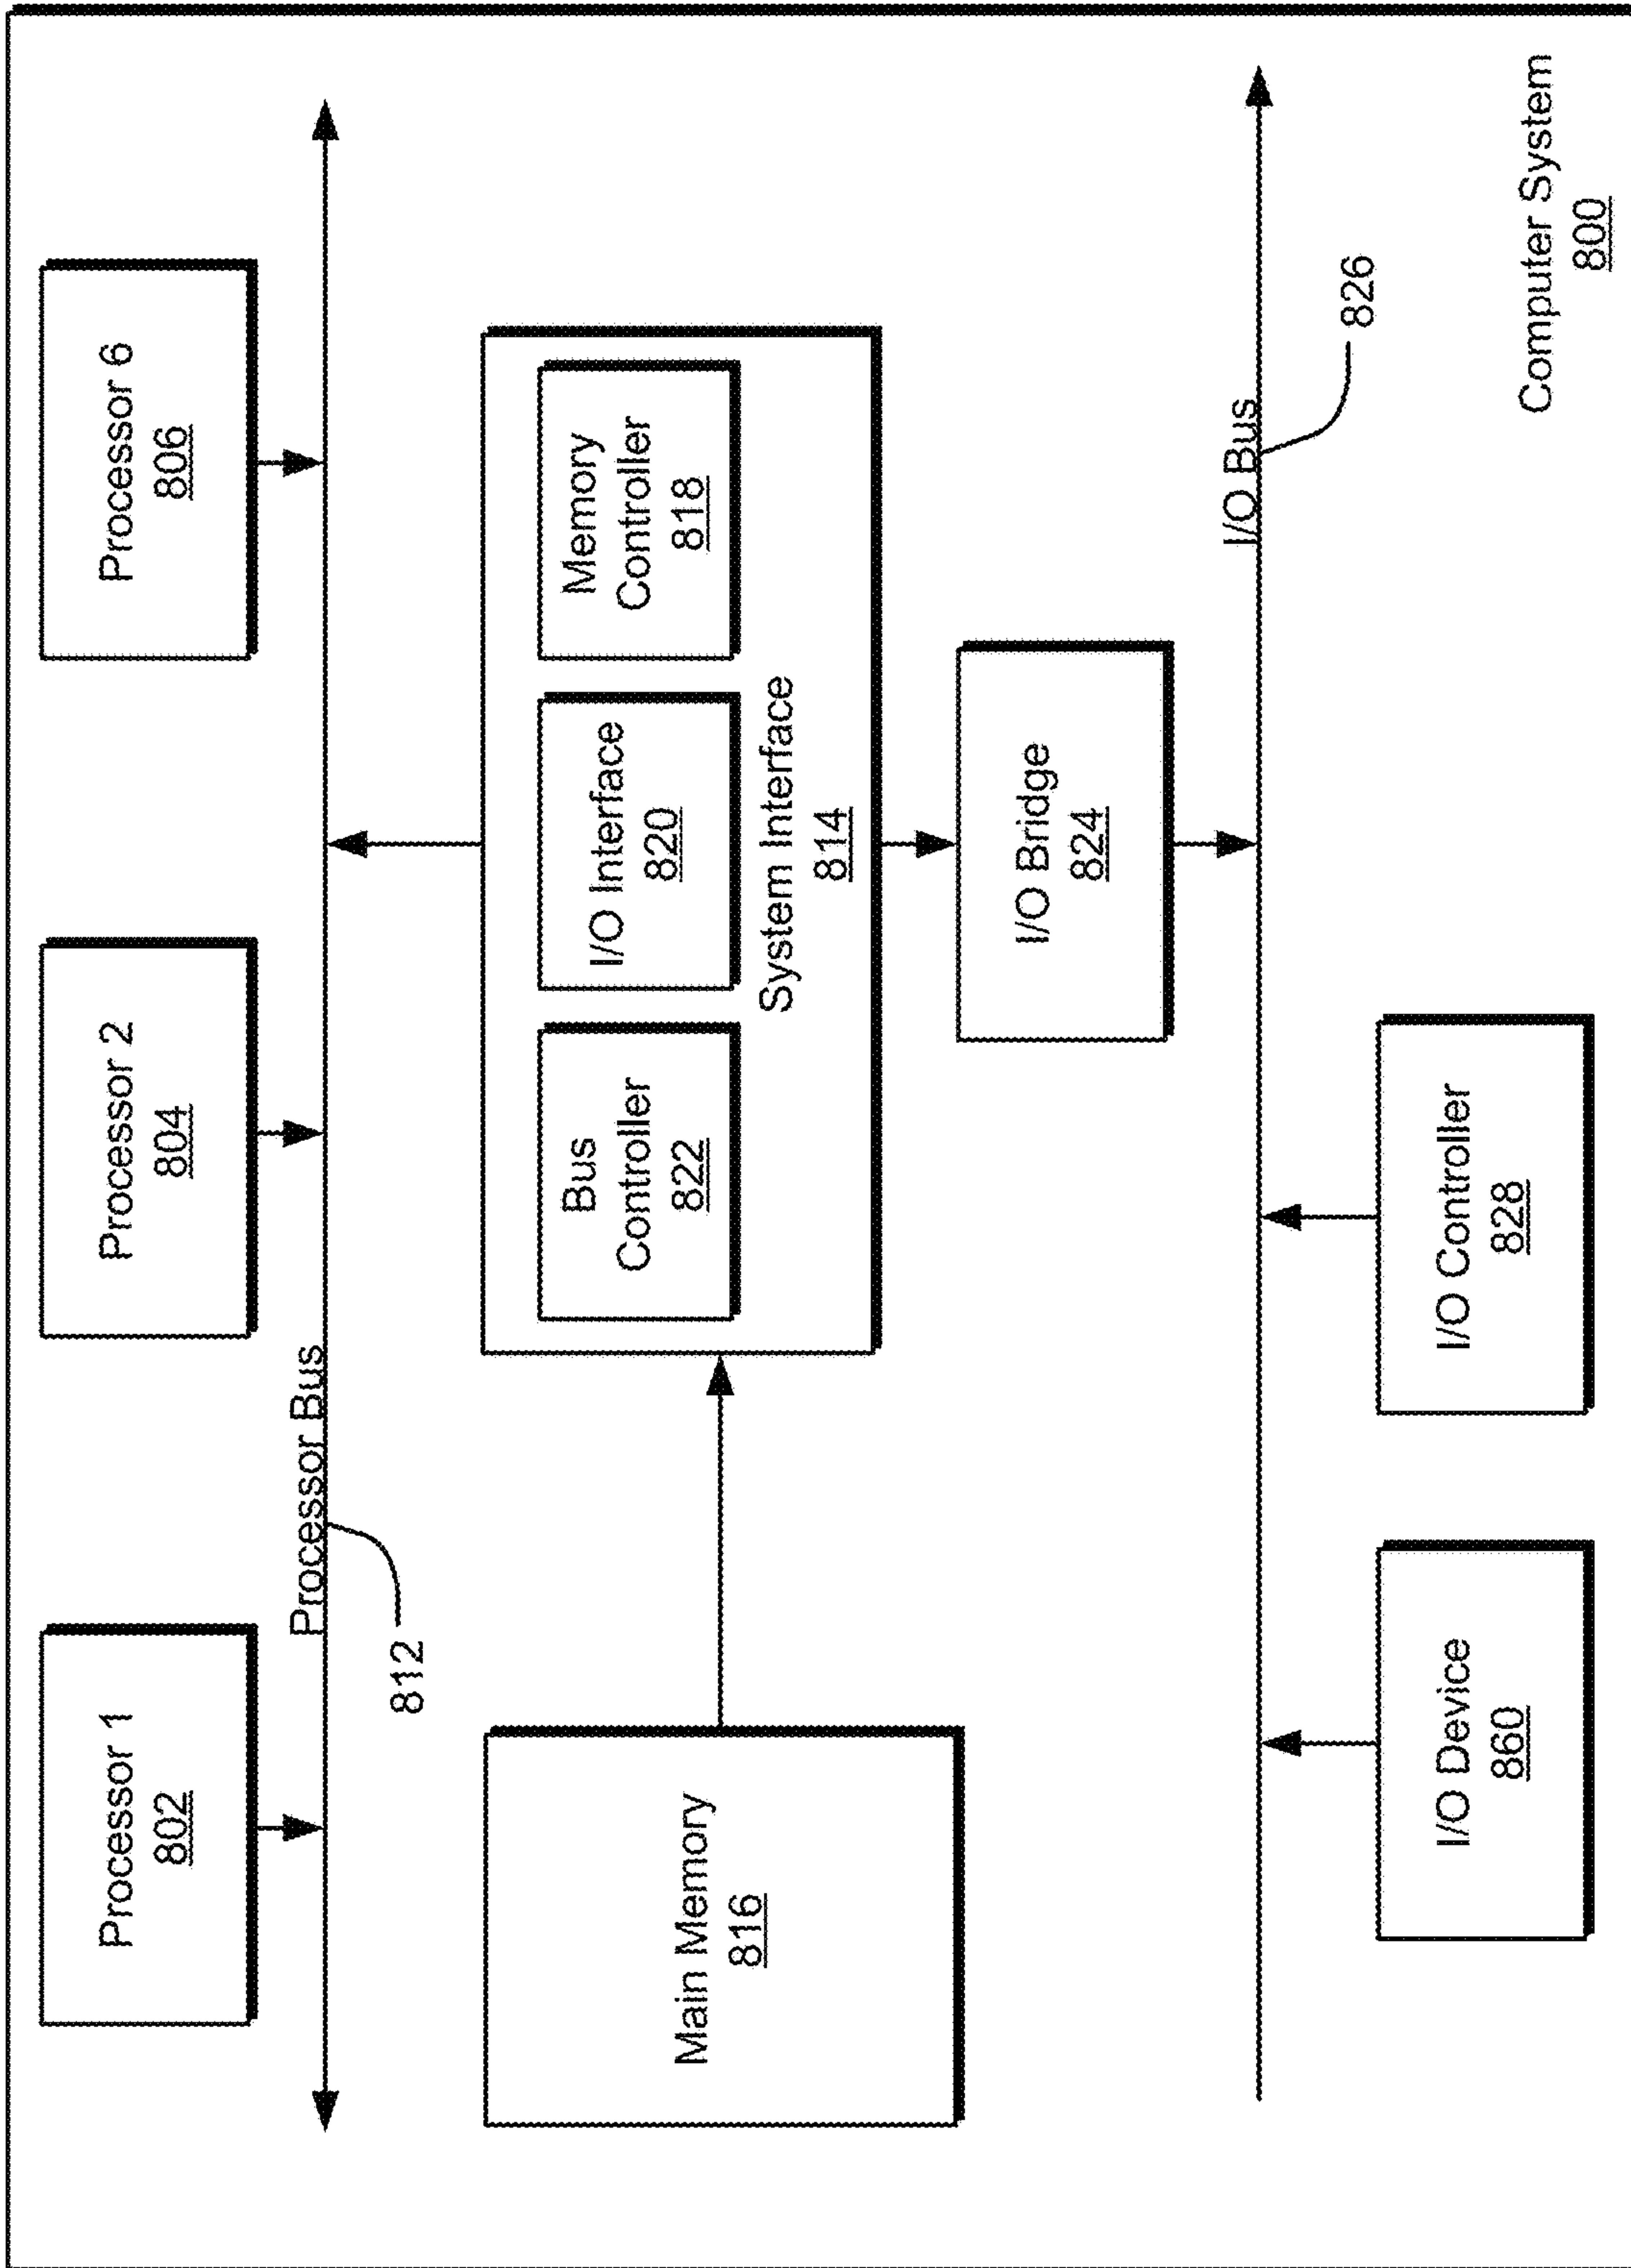 Processor 1
802
Processor 2
804
Processor 6
806
Processor Bus
812
Main Memory
816
Bus
Controller
822
I/O Interface
820
Memory
Controller
818
System Interface
814
I/O Bridge
824
I/O Bus
826
I/O Device
860
I/O Controller
828
Computer System
800